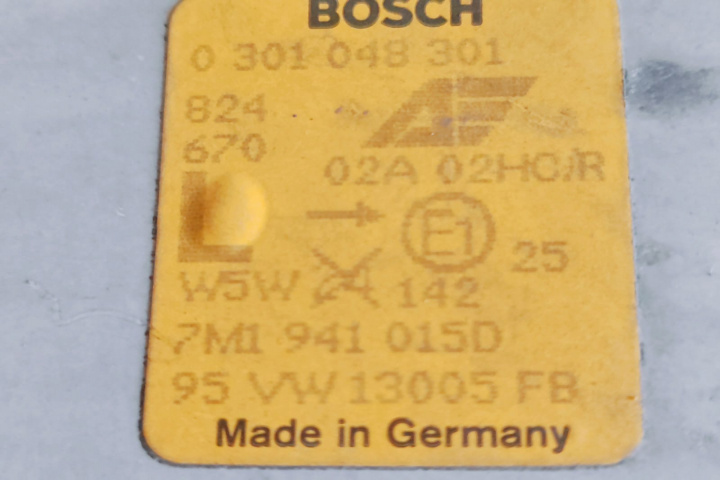 BOSCH
0 301 048 301
824
670
02A 02HC/R
L
E1
25
W5W 24 142
7M1 941 015D
95 VW 13005 FB
Made in Germany